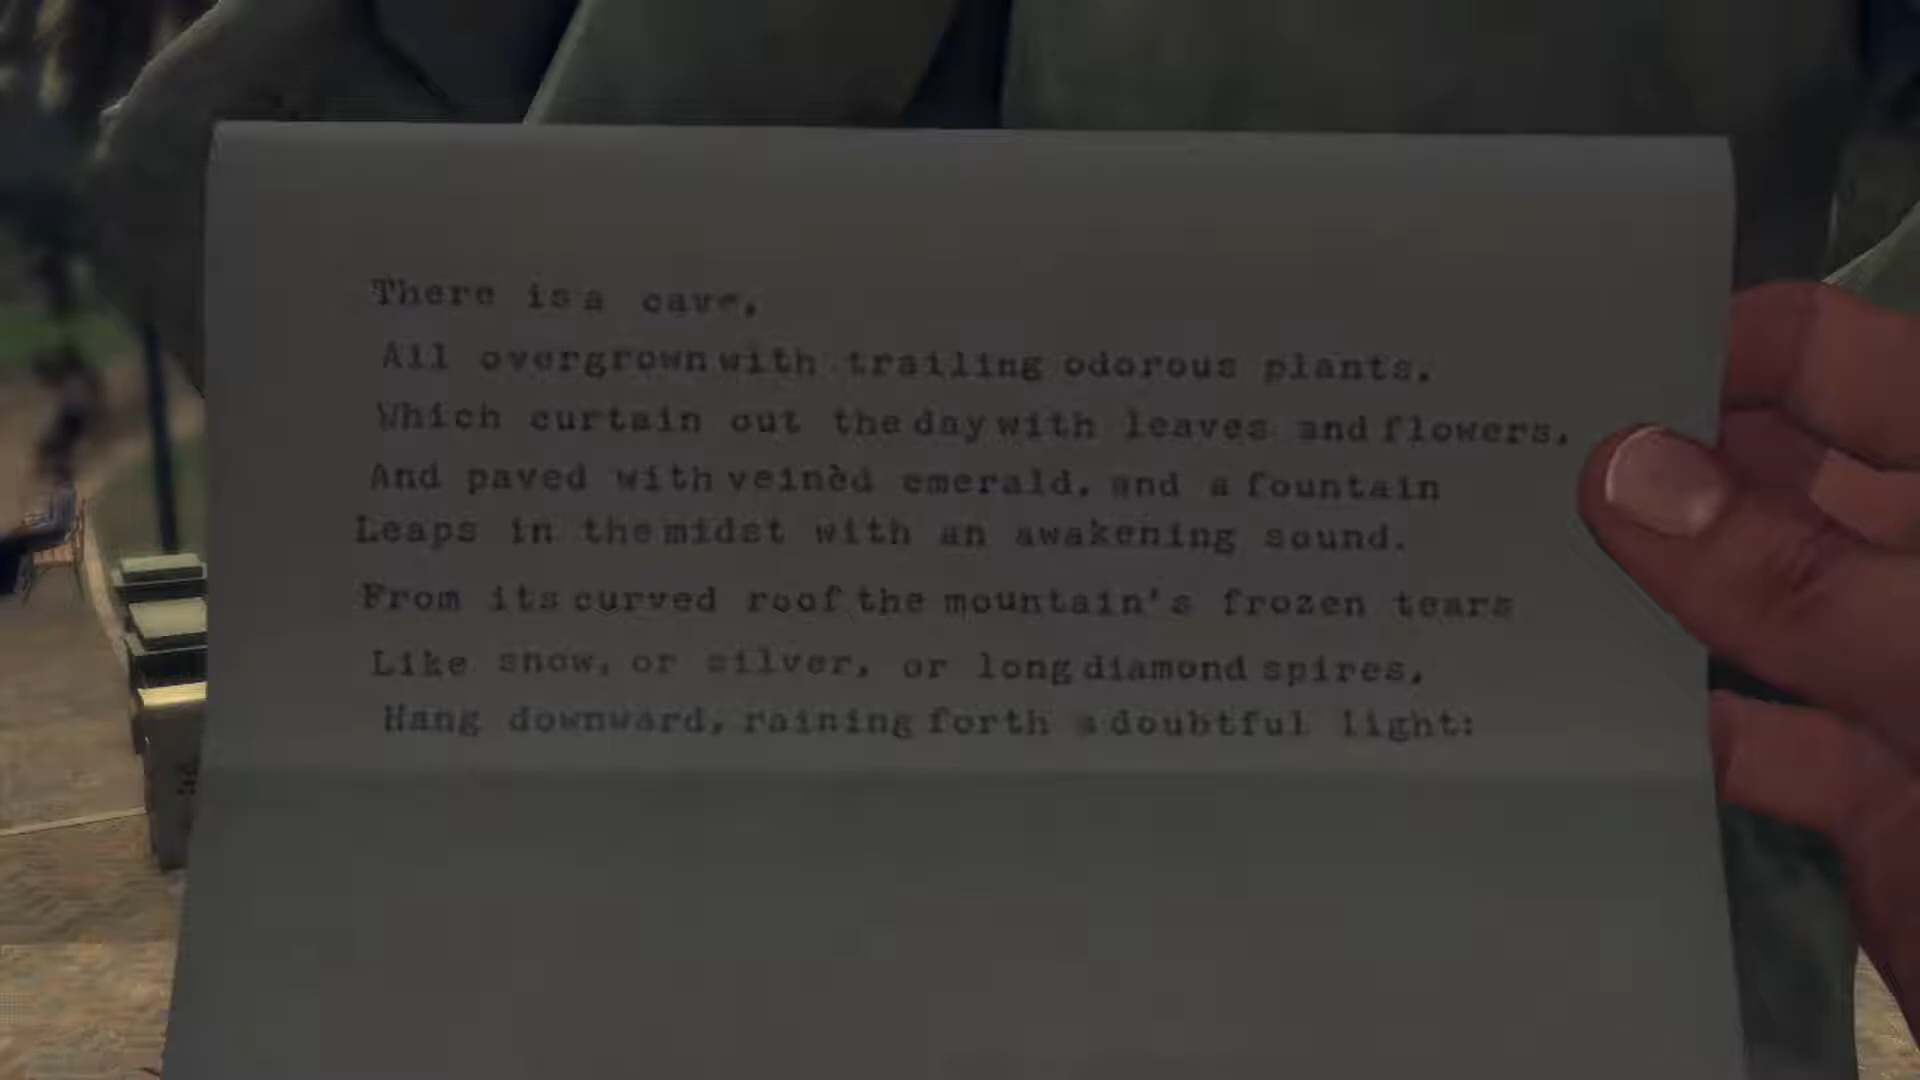 There is a cave,
All overgrown with trailing odorous plants.
Which curtain out the day with leaves and flowers,
And paved with veinèd emerald, and a fountain
Leaps in the midst with an awakening sound.
From its curved roof the mountain's frozen tears
Like snow, or silver, or long diamond spires,
Hang downward, raining forth a doubtful light: